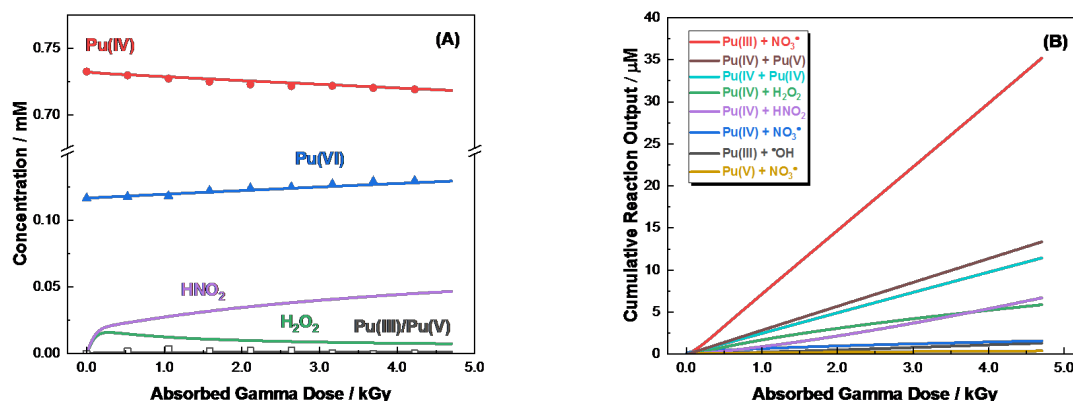 (A)
Pu(IV)
Pu(VI)
HNO₂
H₂O₂
Pu(III)/Pu(V)
Concentration / mM
0.75
0.70
0.10
0.05
0.00
0.0 1.0 2.0 3.0 4.0 5.0
Absorbed Gamma Dose / kGy
(B)
Pu(III) + NO₃•
Pu(IV) + Pu(V)
Pu(IV + Pu(IV)
Pu(IV) + H₂O₂
Pu(IV) + HNO₂
Pu(IV) + NO₃•
Pu(III) + •OH
Pu(V) + NO₃•
Cumulative Reaction Output / µM
40
35
30
25
20
15
10
5
0
0.0 1.0 2.0 3.0 4.0 5.0
Absorbed Gamma Dose / kGy